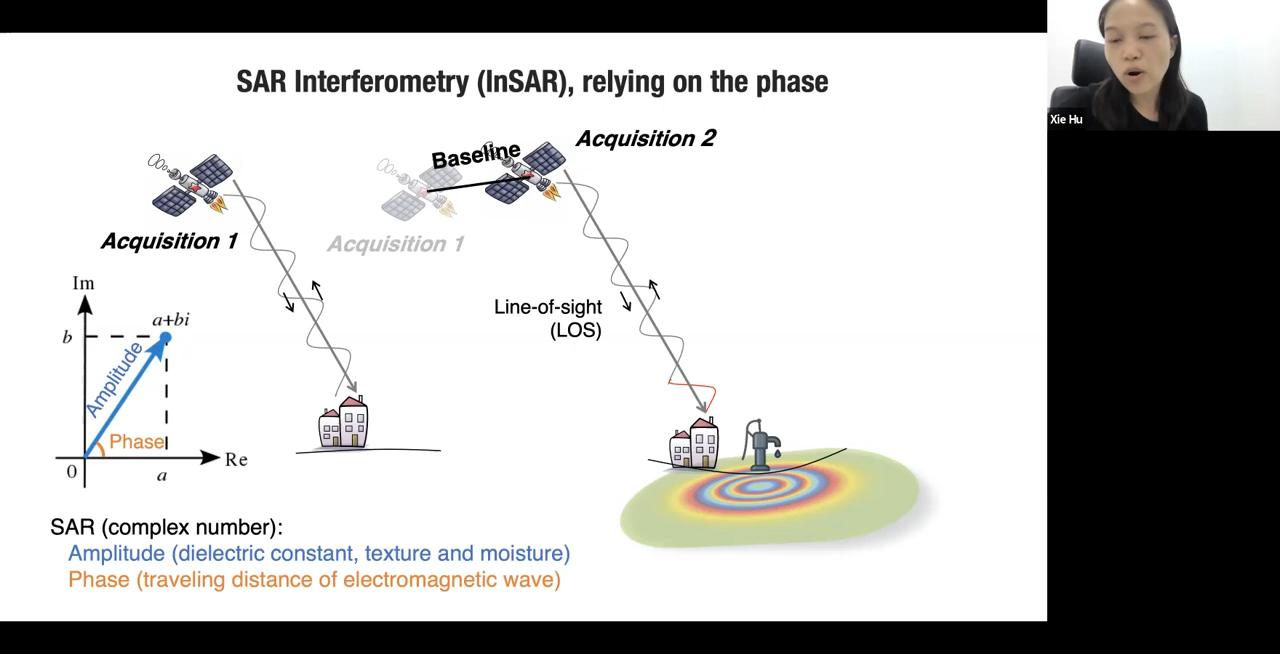 SAR Interferometry (InSAR), relying on the phase
Xie Hu
Acquisition 2
Baseline
Acquisition 1
Acquisition 1
Im
a+bi
b
Line-of-sight
(LOS)
Amplitude
Phase
0
a
Re
SAR (complex number):
Amplitude (dielectric constant, texture and moisture)
Phase (traveling distance of electromagnetic wave)